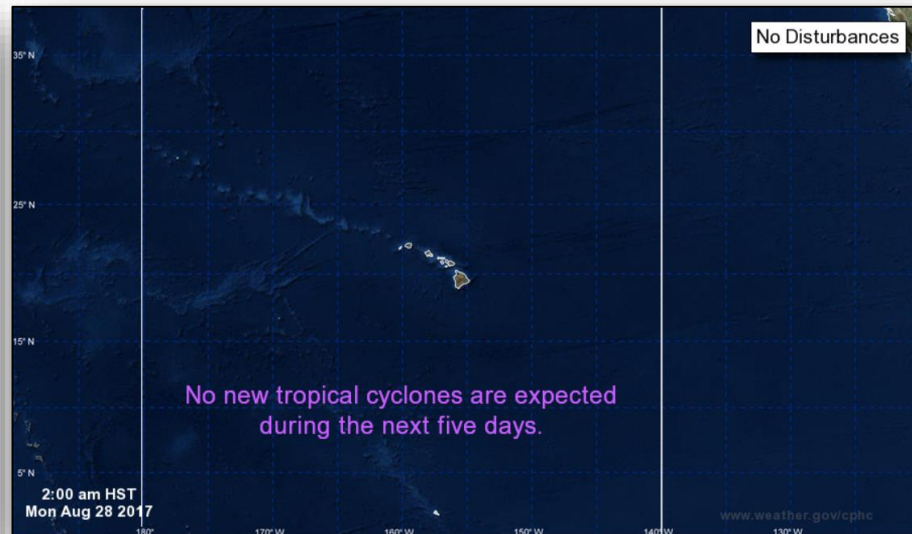 No Disturbances
35° N
25° N
15° N
No new tropical cyclones are expected
during the next five days.
5° N
2:00 am HST
Mon Aug 28 2017
www.weather.gov/cphc
180°
170° W
160° W
150° W
140° W
130° W